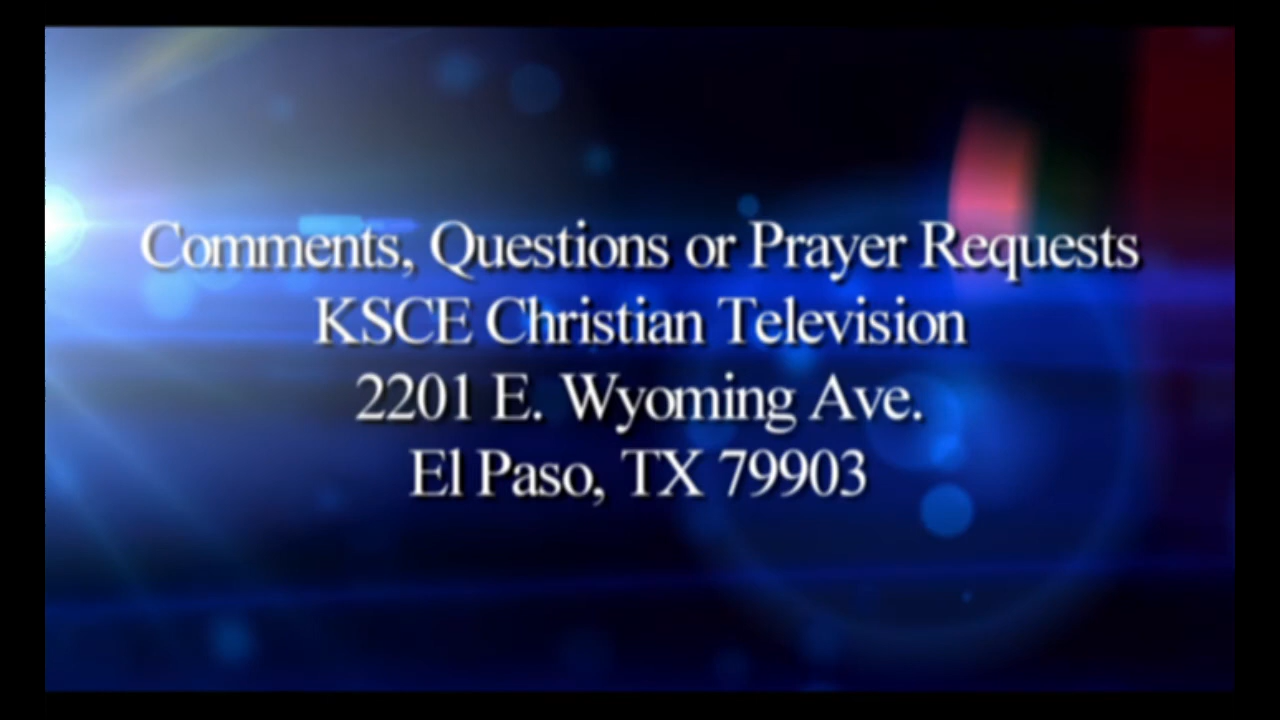 Comments, Questions or Prayer Requests
KSCE Christian Television
2201 E. Wyoming Ave.
El Paso, TX 79903